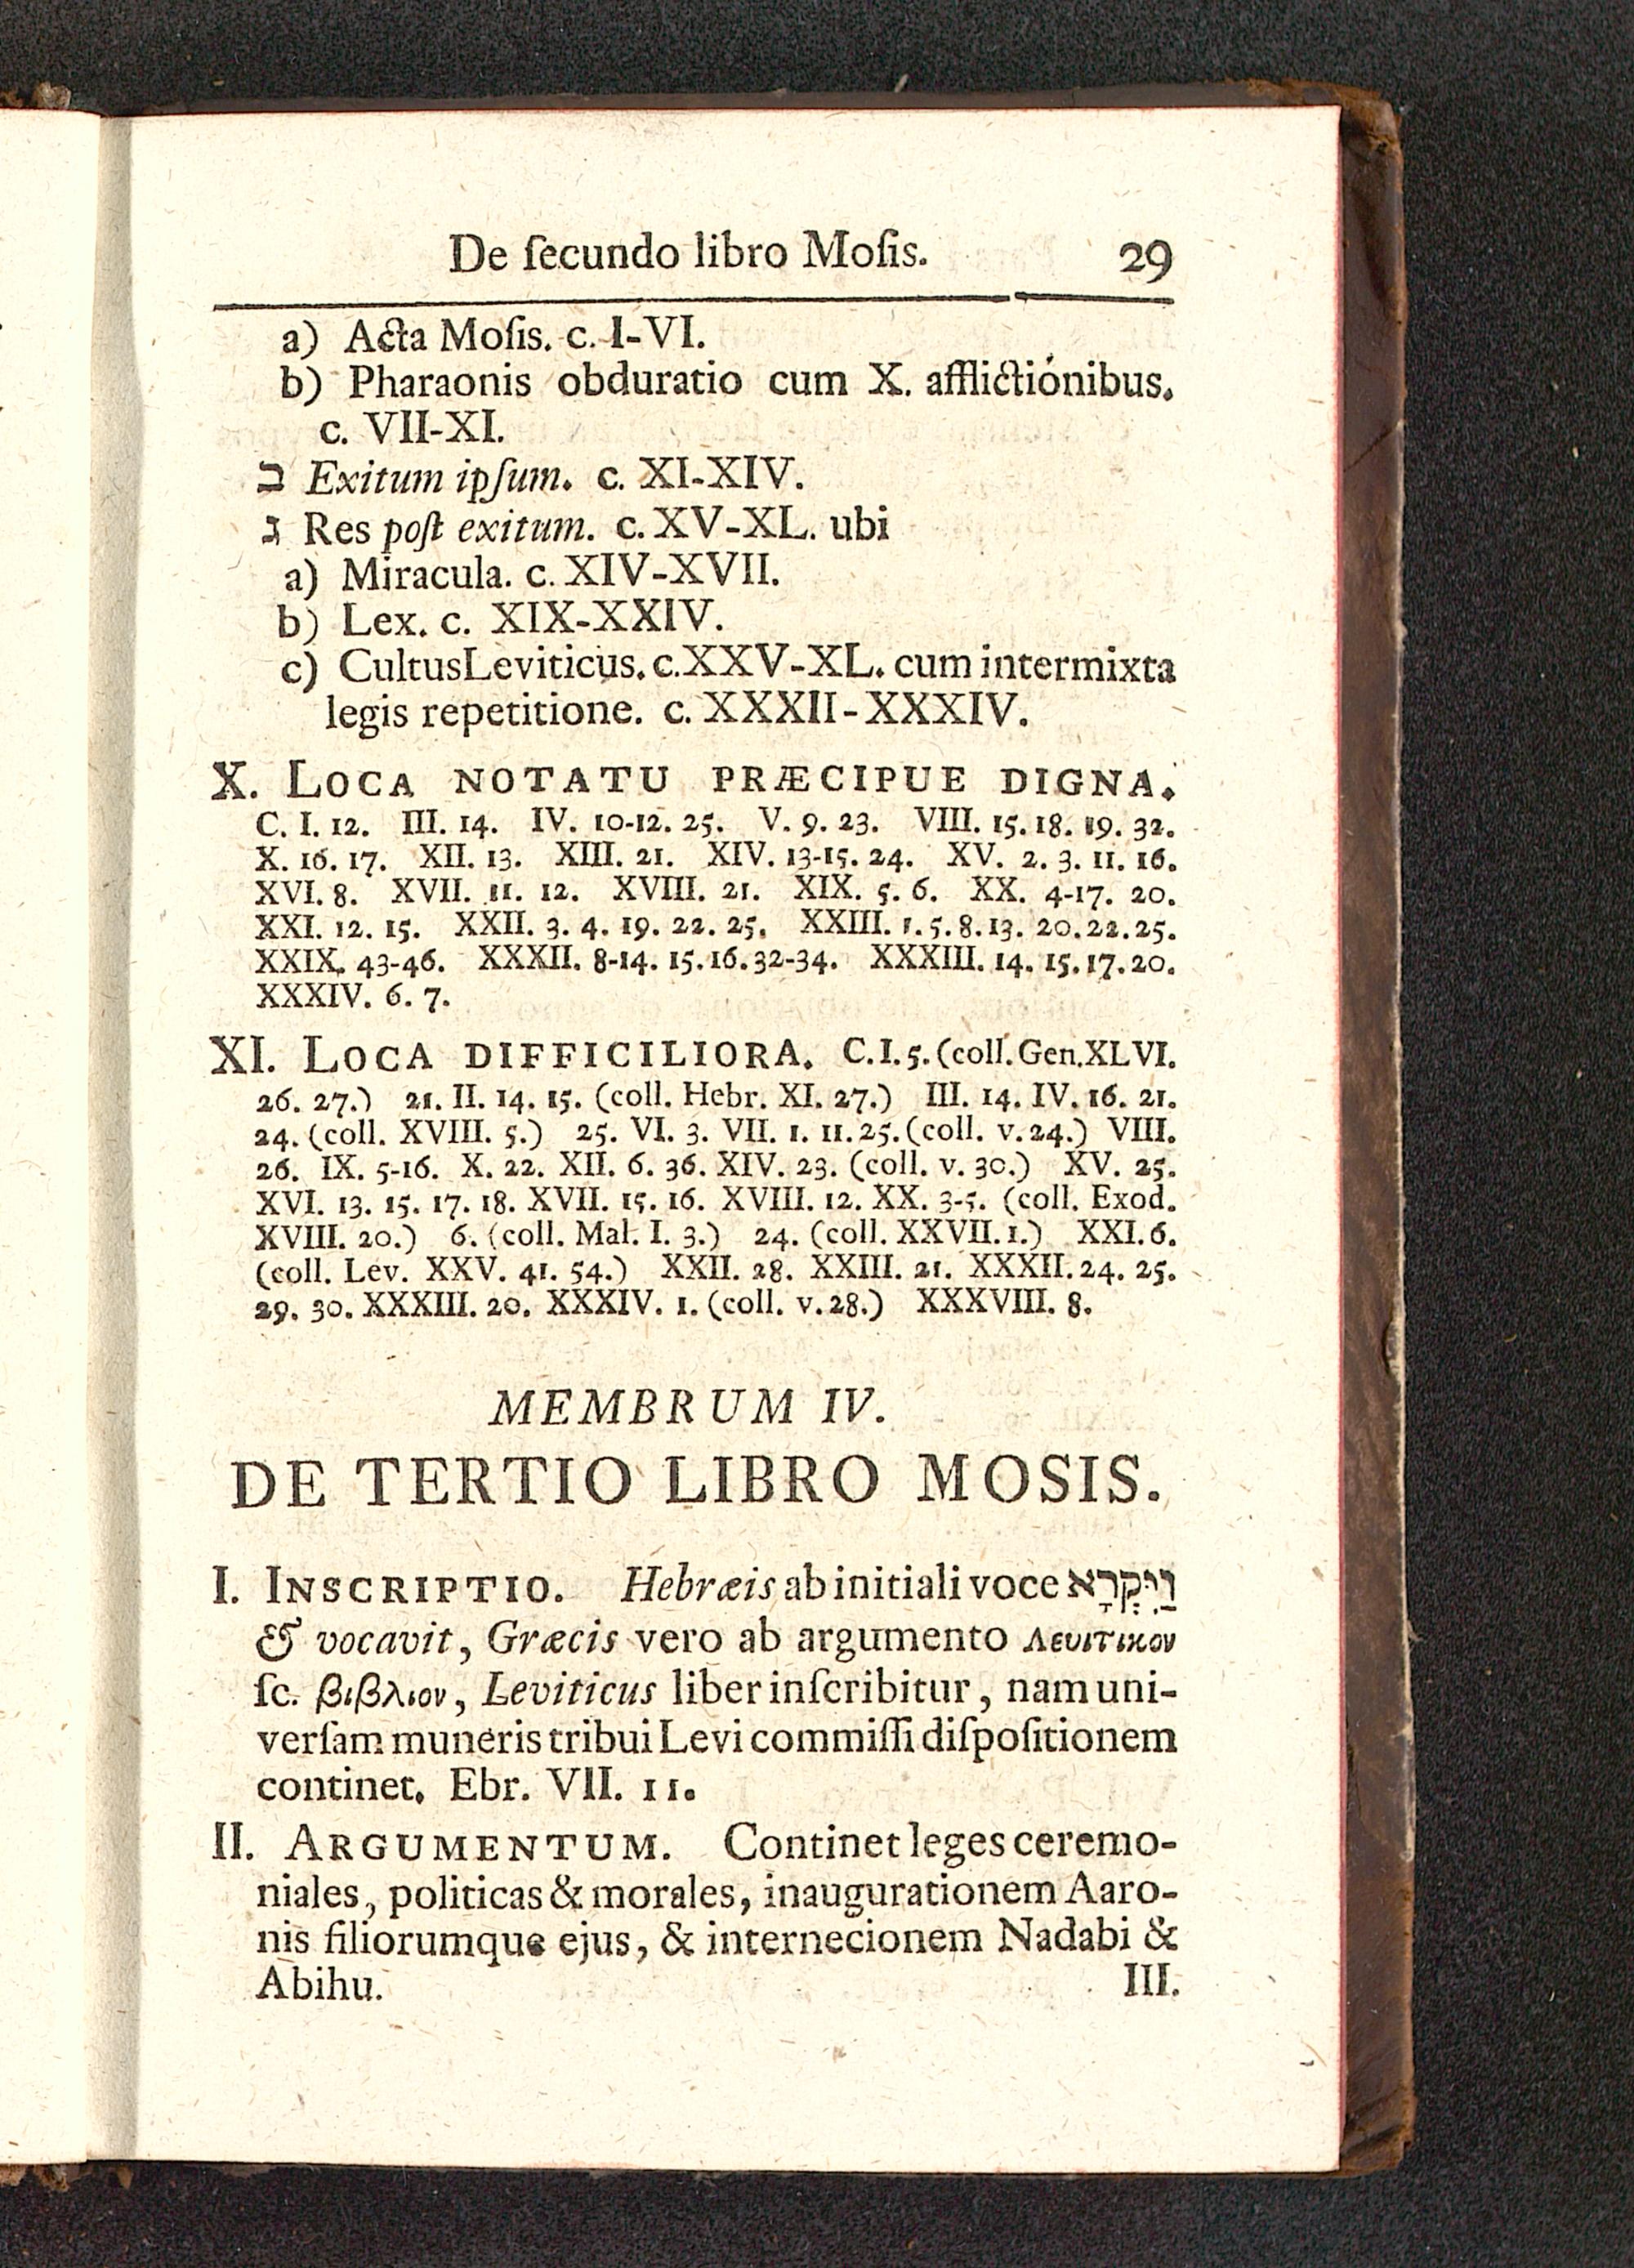 De ſecundo libro Moſis. 29
a) Acta Moſis. c. I-VI.
b) Pharaonis obduratio cum X. afflictionibus.
c. VII-XI.
ב Exitum ipſum. c. XI-XIV.
ג Res poſt exitum. c. XV-XL. ubi
a) Miracula. c. XIV-XVII.
b) Lex. c. XIX-XXIV.
c) Cultus Leviticus. c. XXV-XL. cum intermixta
legis repetitione. c. XXXII-XXXIV.
X. LOCA NOTATU PRÆCIPUE DIGNA.
C. I. 12. III. 14. IV. 10-12. 25. V. 9. 23. VIII. 15. 18. 19. 32.
X. 16. 17. XII. 13. XIII. 21. XIV. 13-15. 24. XV. 2. 3. 11. 16.
XVI. 8. XVII. 11. 12. XVIII. 21. XIX. 5. 6. XX. 4-17. 20.
XXI. 12. 15. XXII. 3. 4. 19. 22. 25. XXIII. 1. 5. 8. 13. 20. 22. 25.
XXIX. 43-46. XXXII. 8-14. 15. 16. 32-34. XXXIII. 14. 15. 17. 20.
XXXIV. 6. 7.
XI. LOCA DIFFICILIORA. C. I. 5. (coll. Gen. XLVI.
26. 27.) 21. II. 14. 15. (coll. Hebr. XI. 27.) III. 14. IV. 16. 21.
24. (coll. XVIII. 5.) 25. VI. 3. VII. 1. 11. 25. (coll. v. 24.) VIII.
26. IX. 5-16. X. 22. XII. 6. 36. XIV. 23. (coll. v. 30.) XV. 25.
XVI. 13. 15. 17. 18. XVII. 15. 16. XVIII. 12. XX. 3-5. (coll. Exod.
XVIII. 20.) 6. (coll. Mal. I. 3.) 24. (coll. XXVII. 1.) XXI. 6.
(coll. Lev. XXV. 41. 54.) XXII. 28. XXIII. 21. XXXII. 24. 25.
29. 30. XXXIII. 20. XXXIV. 1. (coll. v. 28.) XXXVIII. 8.
MEMBRUM IV.
DE TERTIO LIBRO MOSIS.
I. INSCRIPTIO. Hebræis ab initiali voce וַיִּקְרָא
& vocavit, Græcis vero ab argumento Λευιτικον
ſc. βιβλιον, Leviticus liber inſcribitur, nam uni-
verſam muneris tribui Levi commiſſi diſpoſitionem
continet. Ebr. VII. 11.
II. ARGUMENTUM. Continet leges ceremo-
niales, politicas & morales, inaugurationem Aaro-
nis filiorumque ejus, & internecionem Nadabi &
Abihu. III.